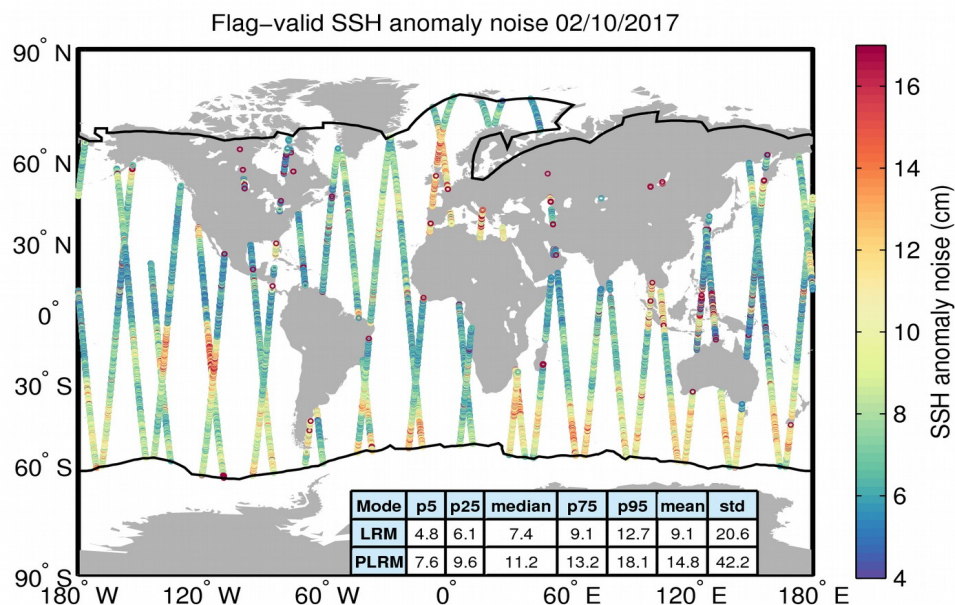 Flag−valid SSH anomaly noise 02/10/2017
90° N
60° N
30° N
0°
30° S
60° S
90° S
180° W
120° W
60° W
0°
60° E
120° E
180° E
16
14
12
10
8
6
4
SSH anomaly noise (cm)
Mode p5 p25 median p75 p95 mean std
LRM 4.8 6.1 7.4 9.1 12.7 9.1 20.6
PLRM 7.6 9.6 11.2 13.2 18.1 14.8 42.2